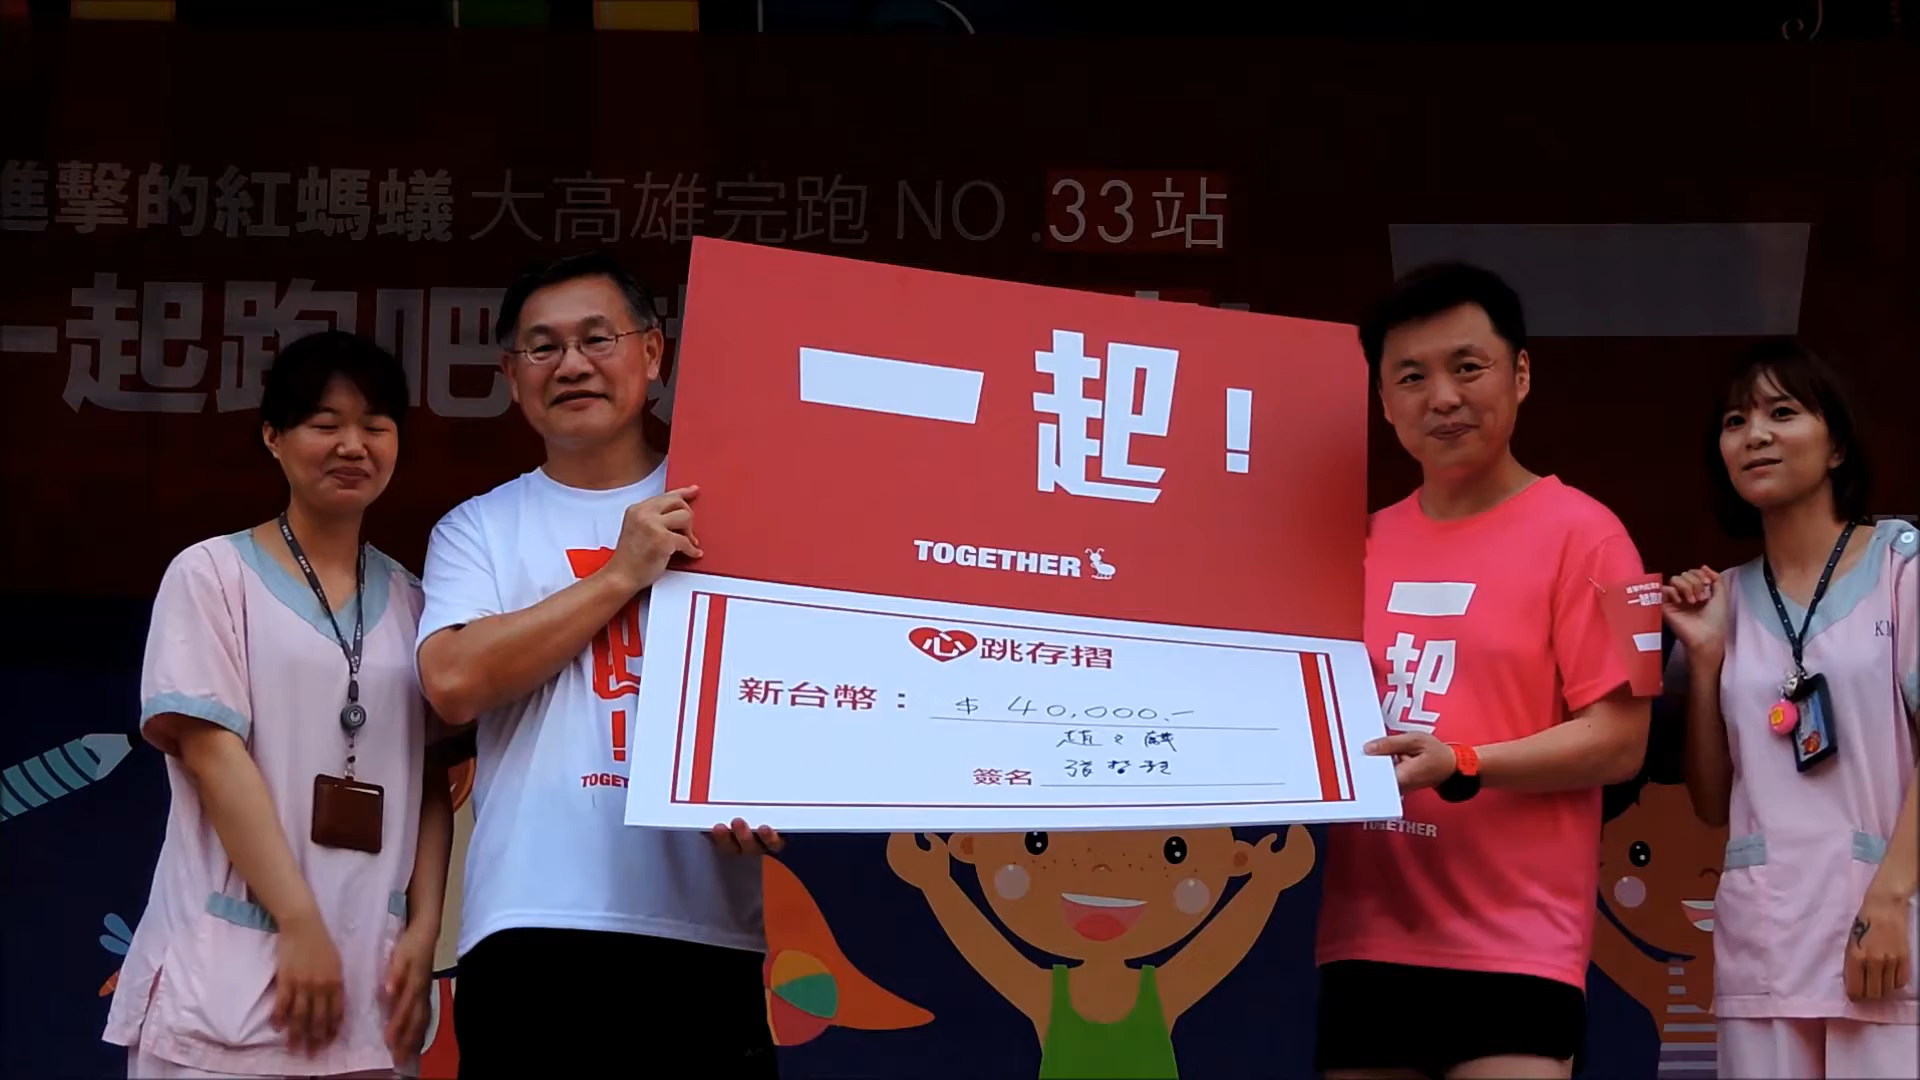 進擊的紅螞蟻 大高雄完跑 NO.33站
一起跑吧
一起!
TOGETHER
心跳存摺
新台幣：$ 40,000.-
簽名
一起
TOGETHER